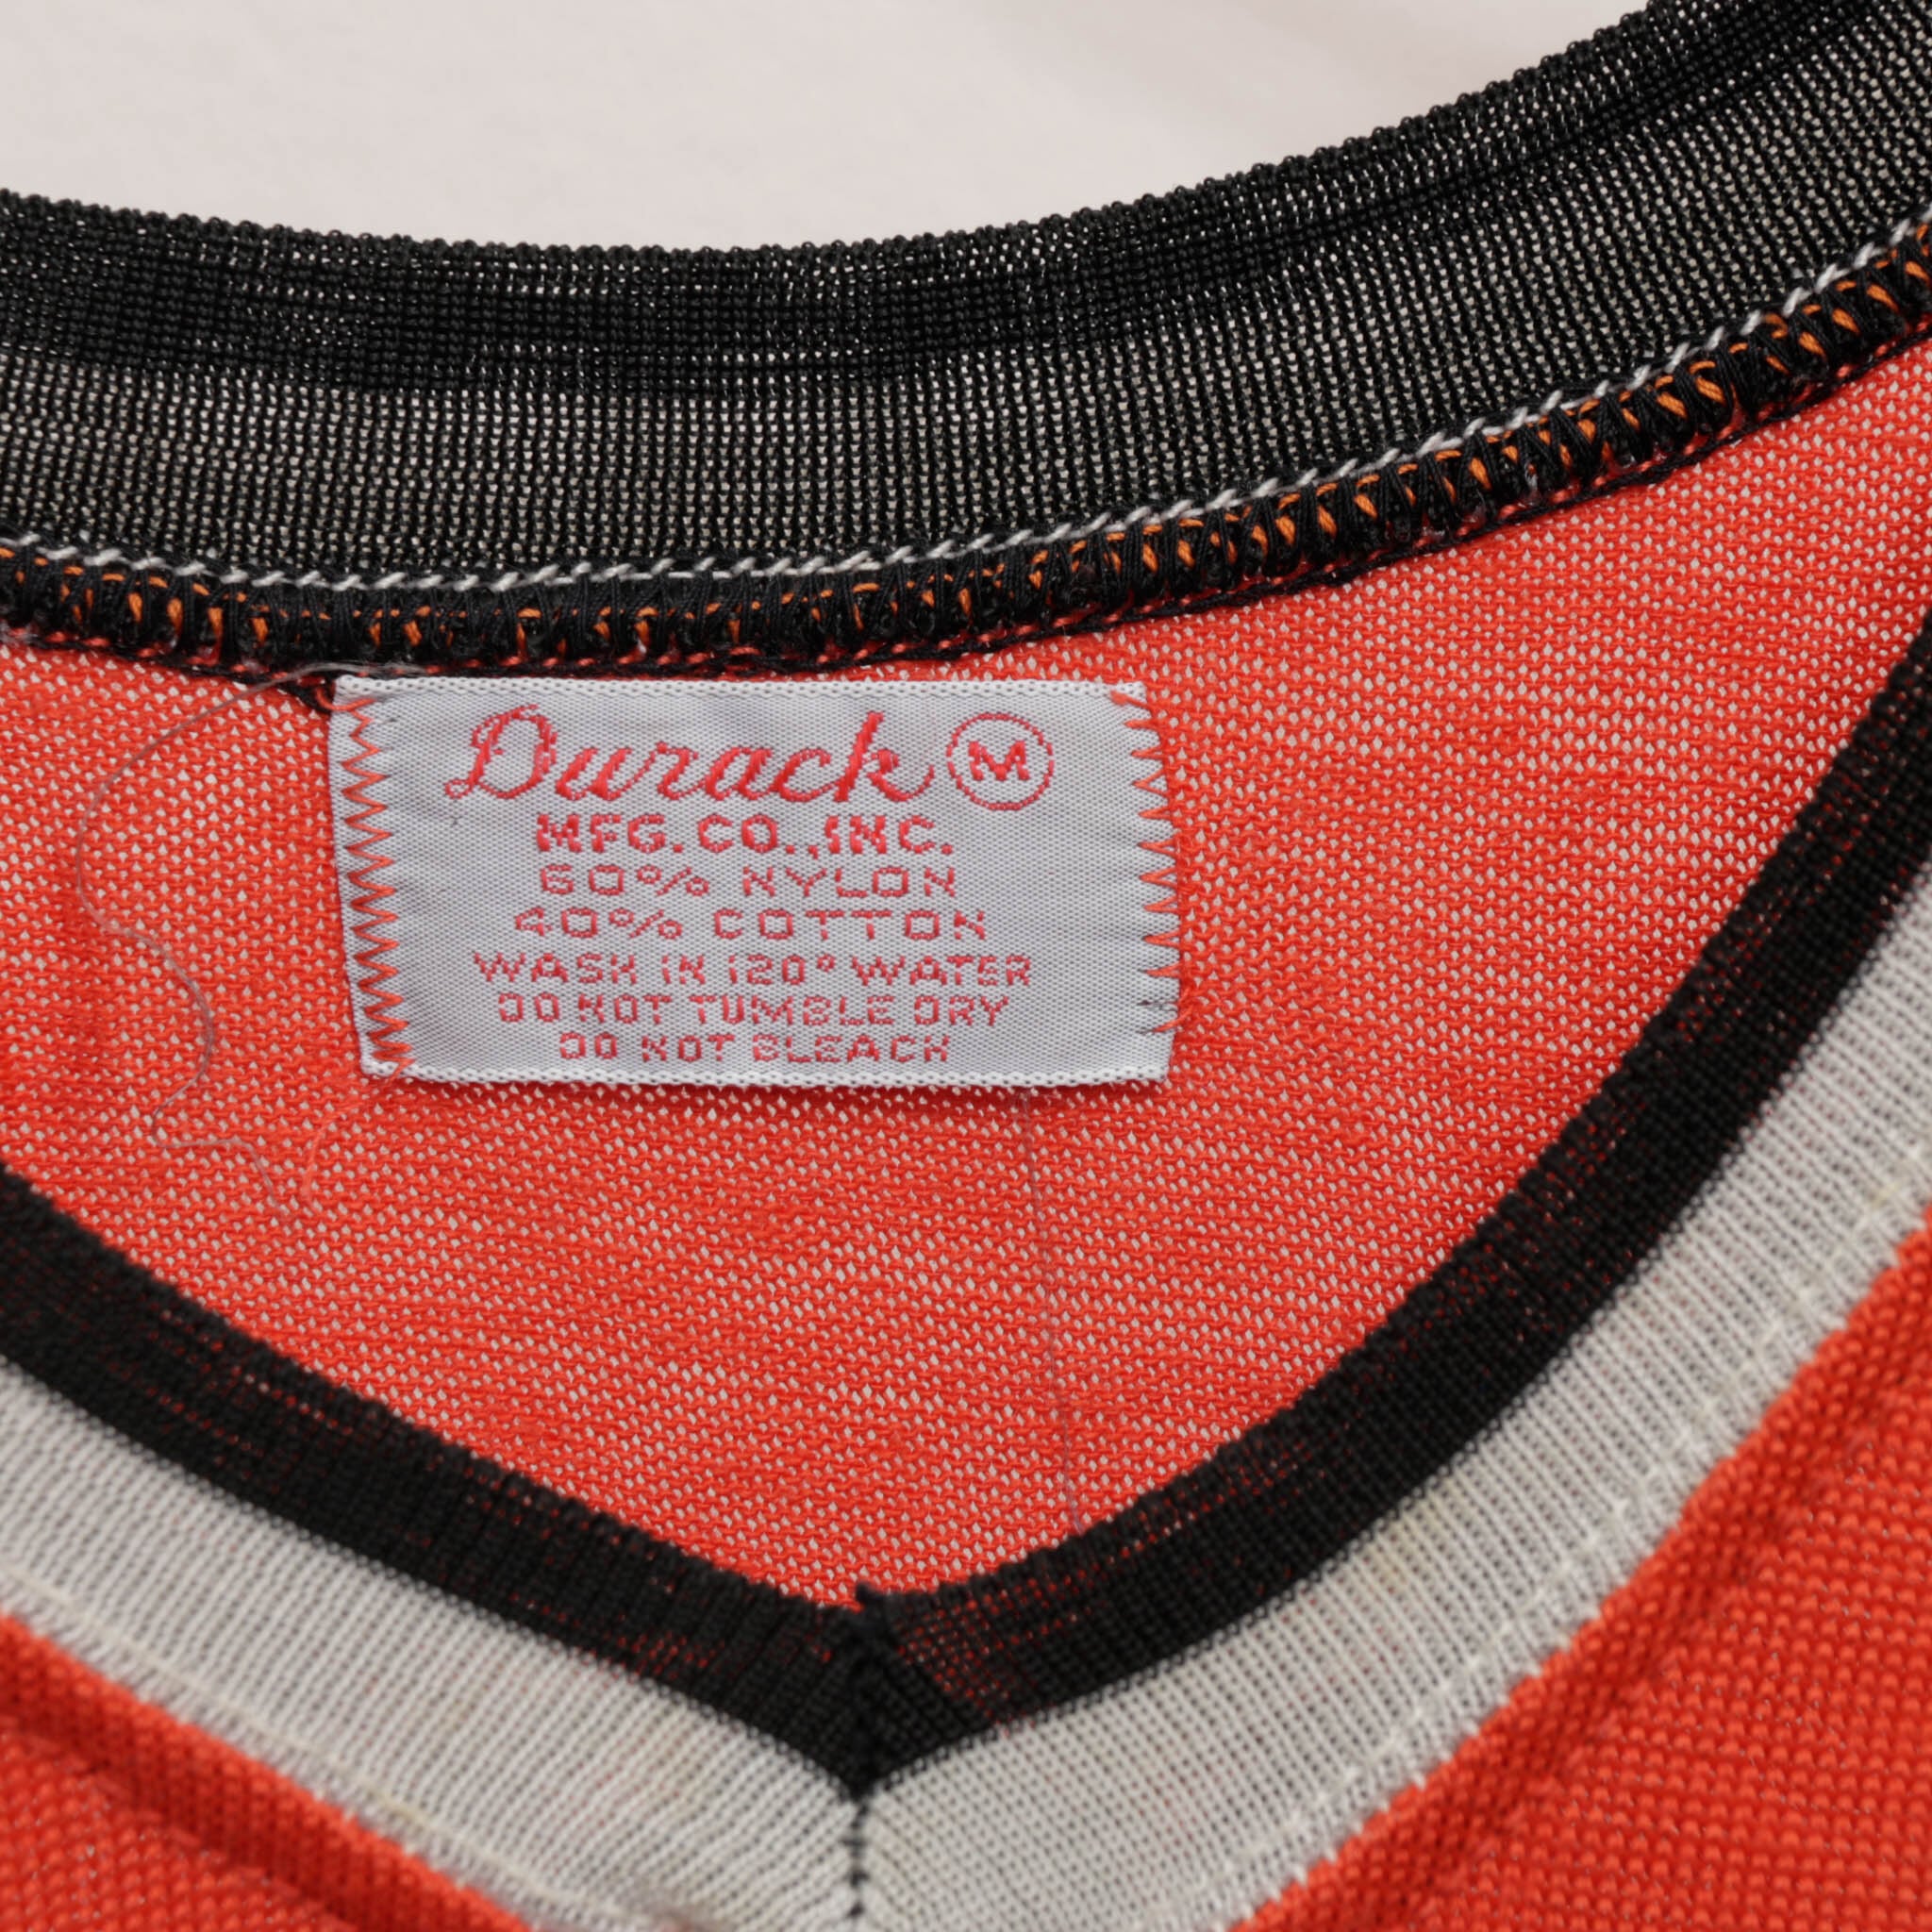 Durack M
MFG. CO., INC.
60% NYLON
40% COTTON
WASH IN 120° WATER
DO NOT TUMBLE DRY
DO NOT BLEACH